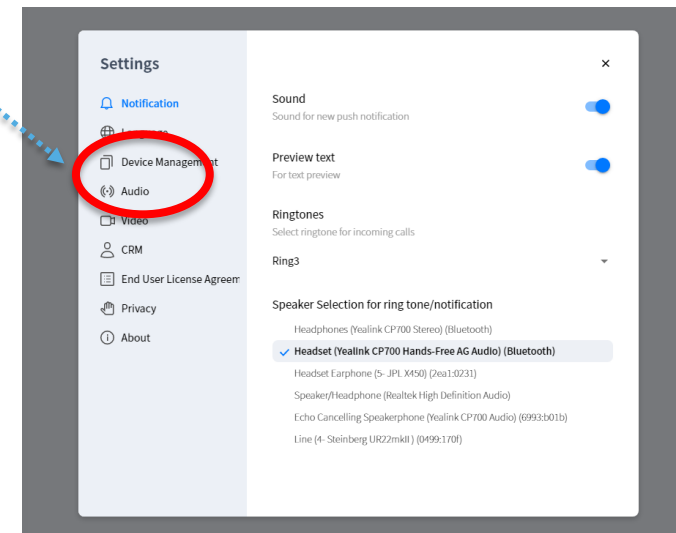 Settings
×
Notification
Language
Device Management
Audio
Video
CRM
End User License Agreem
Privacy
About
Sound
Sound for new push notification
Preview text
For text preview
Ringtones
Select ringtone for incoming calls
Ring3
Speaker Selection for ring tone/notification
Headphones (Yealink CP700 Stereo) (Bluetooth)
Headset (Yealink CP700 Hands-Free AG Audio) (Bluetooth)
Headset Earphone (5- JPL X450) (2ea1:0231)
Speaker/Headphone (Realtek High Definition Audio)
Echo Cancelling Speakerphone (Yealink CP700 Audio) (6993:b01b)
Line (4- Steinberg UR22mkII ) (0499:170f)